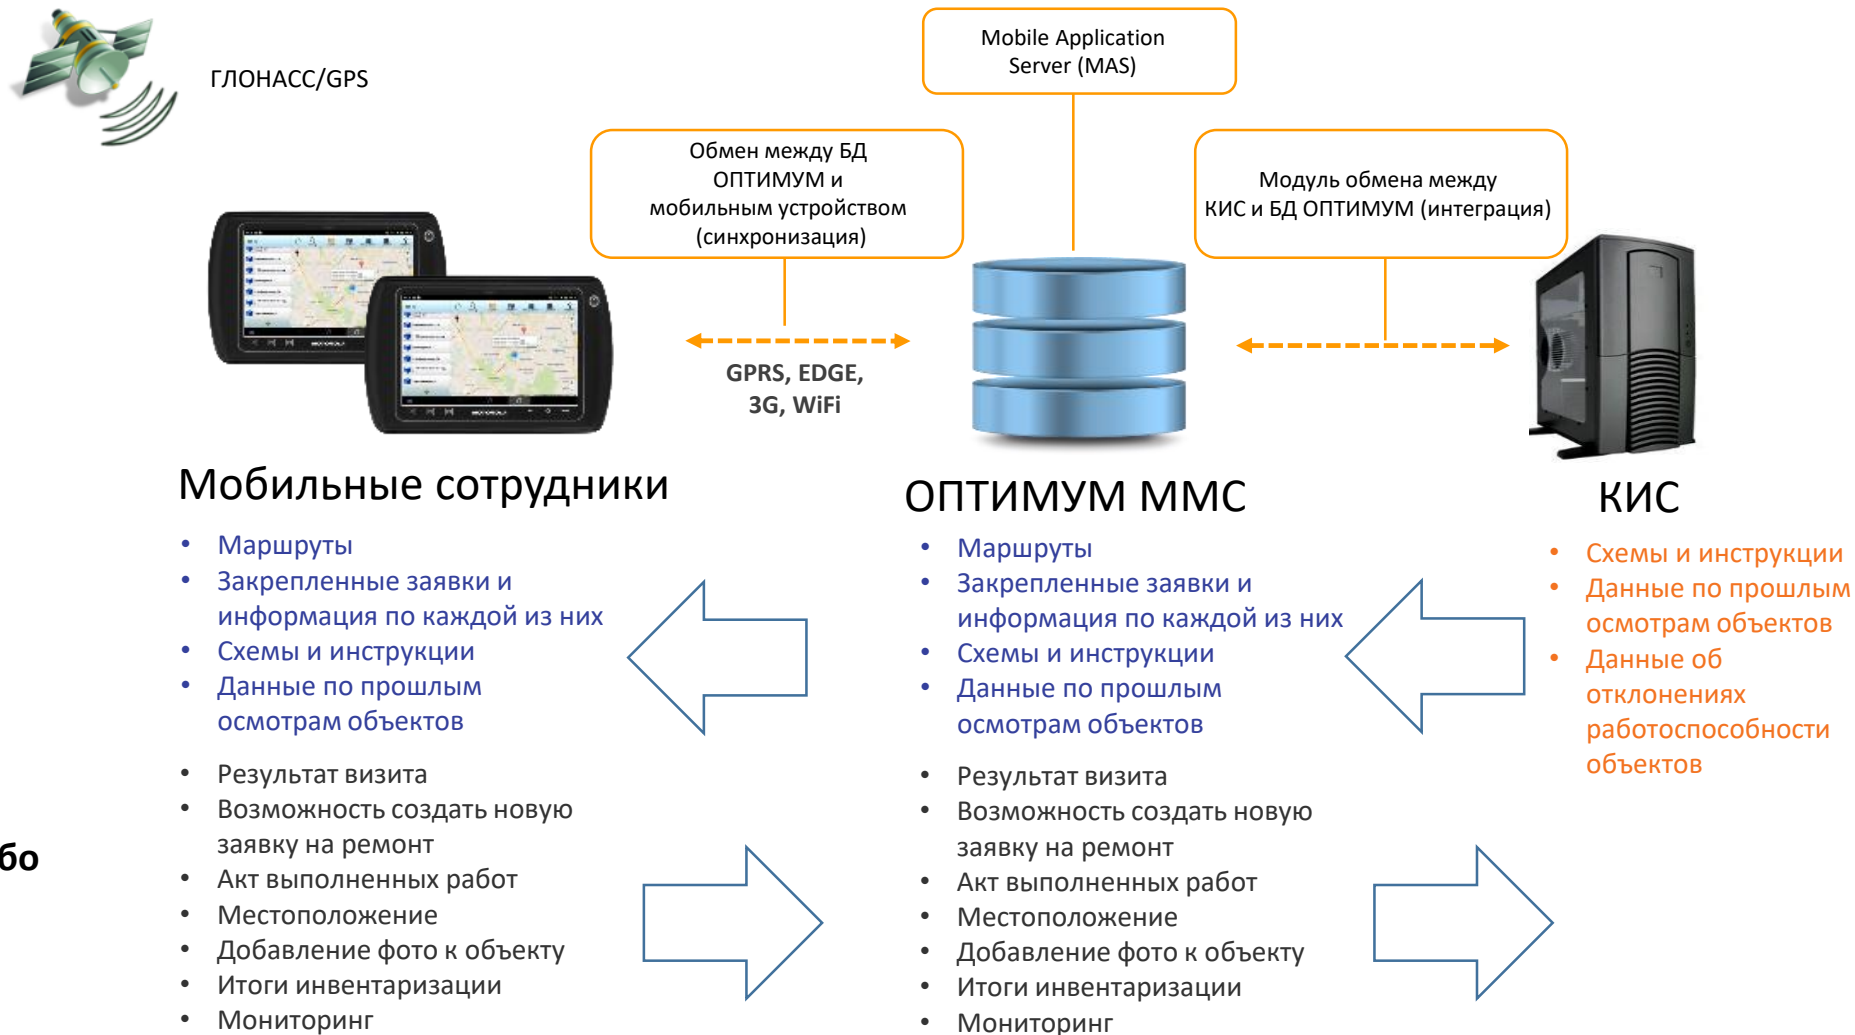 ГЛОНАСС/GPS
Mobile Application
Server (MAS)
Обмен между БД
ОПТИМУМ и
мобильным устройством
(синхронизация)
Модуль обмена между
КИС и БД ОПТИМУМ (интеграция)
GPRS, EDGE,
3G, WiFi
MOTOROLA
MOTOROLA
Мобильные сотрудники
• Маршруты
• Закрепленные заявки и
информация по каждой из них
• Схемы и инструкции
• Данные по прошлым
осмотрам объектов
• Результат визита
• Возможность создать новую
заявку на ремонт
• Акт выполненных работ
• Местоположение
• Добавление фото к объекту
• Итоги инвентаризации
• Мониторинг
бо
ОПТИМУМ ММС
• Маршруты
• Закрепленные заявки и
информация по каждой из них
• Схемы и инструкции
• Данные по прошлым
осмотрам объектов
• Результат визита
• Возможность создать новую
заявку на ремонт
• Акт выполненных работ
• Местоположение
• Добавление фото к объекту
• Итоги инвентаризации
• Мониторинг
КИС
• Схемы и инструкции
• Данные по прошлым
осмотрам объектов
• Данные об
отклонениях
работоспособности
объектов